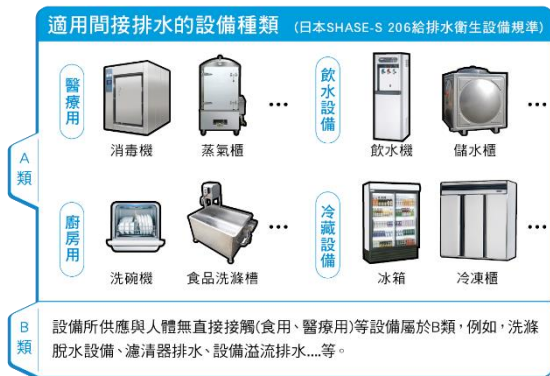 適用間接排水的設備種類 (日本SHASE-S 206給排水衛生設備規準)
A類
醫療用
消毒機
蒸氣櫃
...
飲水設備
飲水機
儲水櫃
...
廚房用
洗碗機
食品洗滌槽
...
冷藏設備
冰箱
冷凍櫃
...
B類
設備所供應與人體無直接接觸(食用、醫療用)等設備屬於B類,例如,洗滌
脫水設備、濾清器排水、設備溢流排水....等。